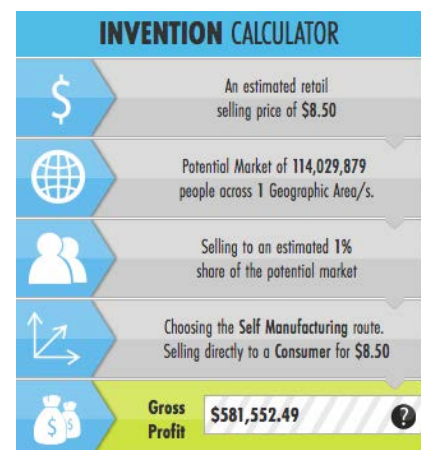 INVENTION CALCULATOR
An estimated retail
selling price of $8.50
Potential Market of 114,029,879
people across 1 Geographic Area/s.
Selling to an estimated 1%
share of the potential market
Choosing the Self Manufacturing route.
Selling directly to a Consumer for $8.50
Gross
Profit
$581,552.49
?